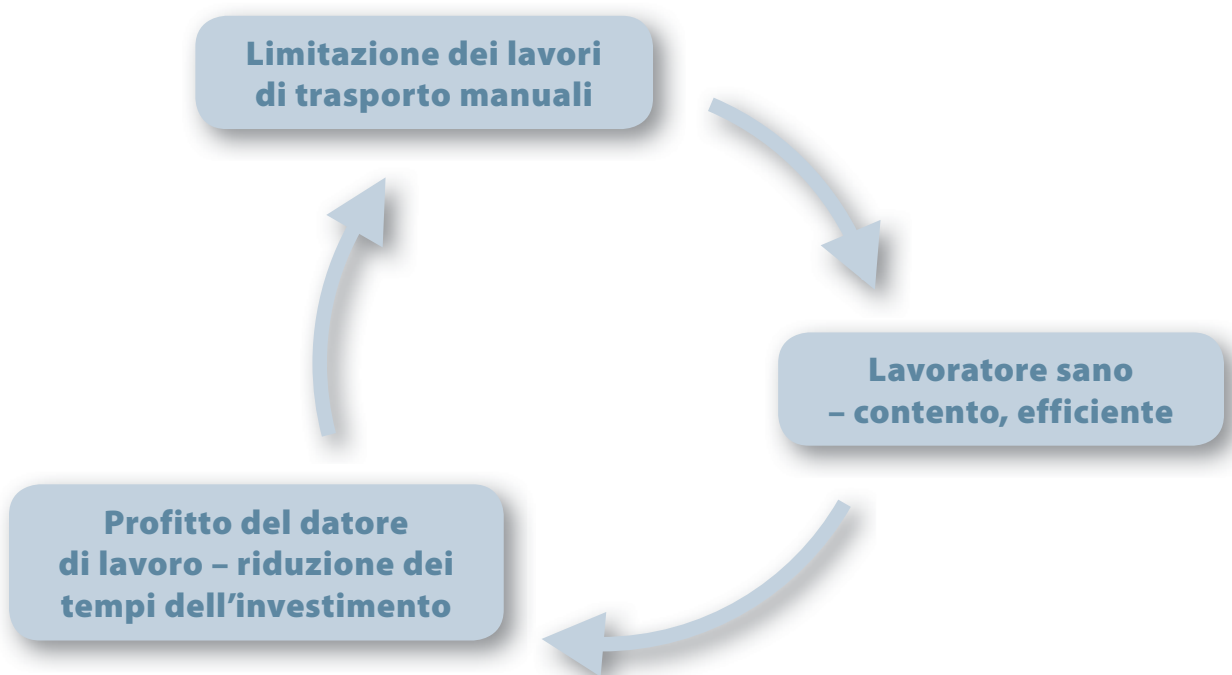 Limitazione dei lavori
di trasporto manuali
Lavoratore sano
– contento, efficiente
Profitto del datore
di lavoro – riduzione dei
tempi dell’investimento